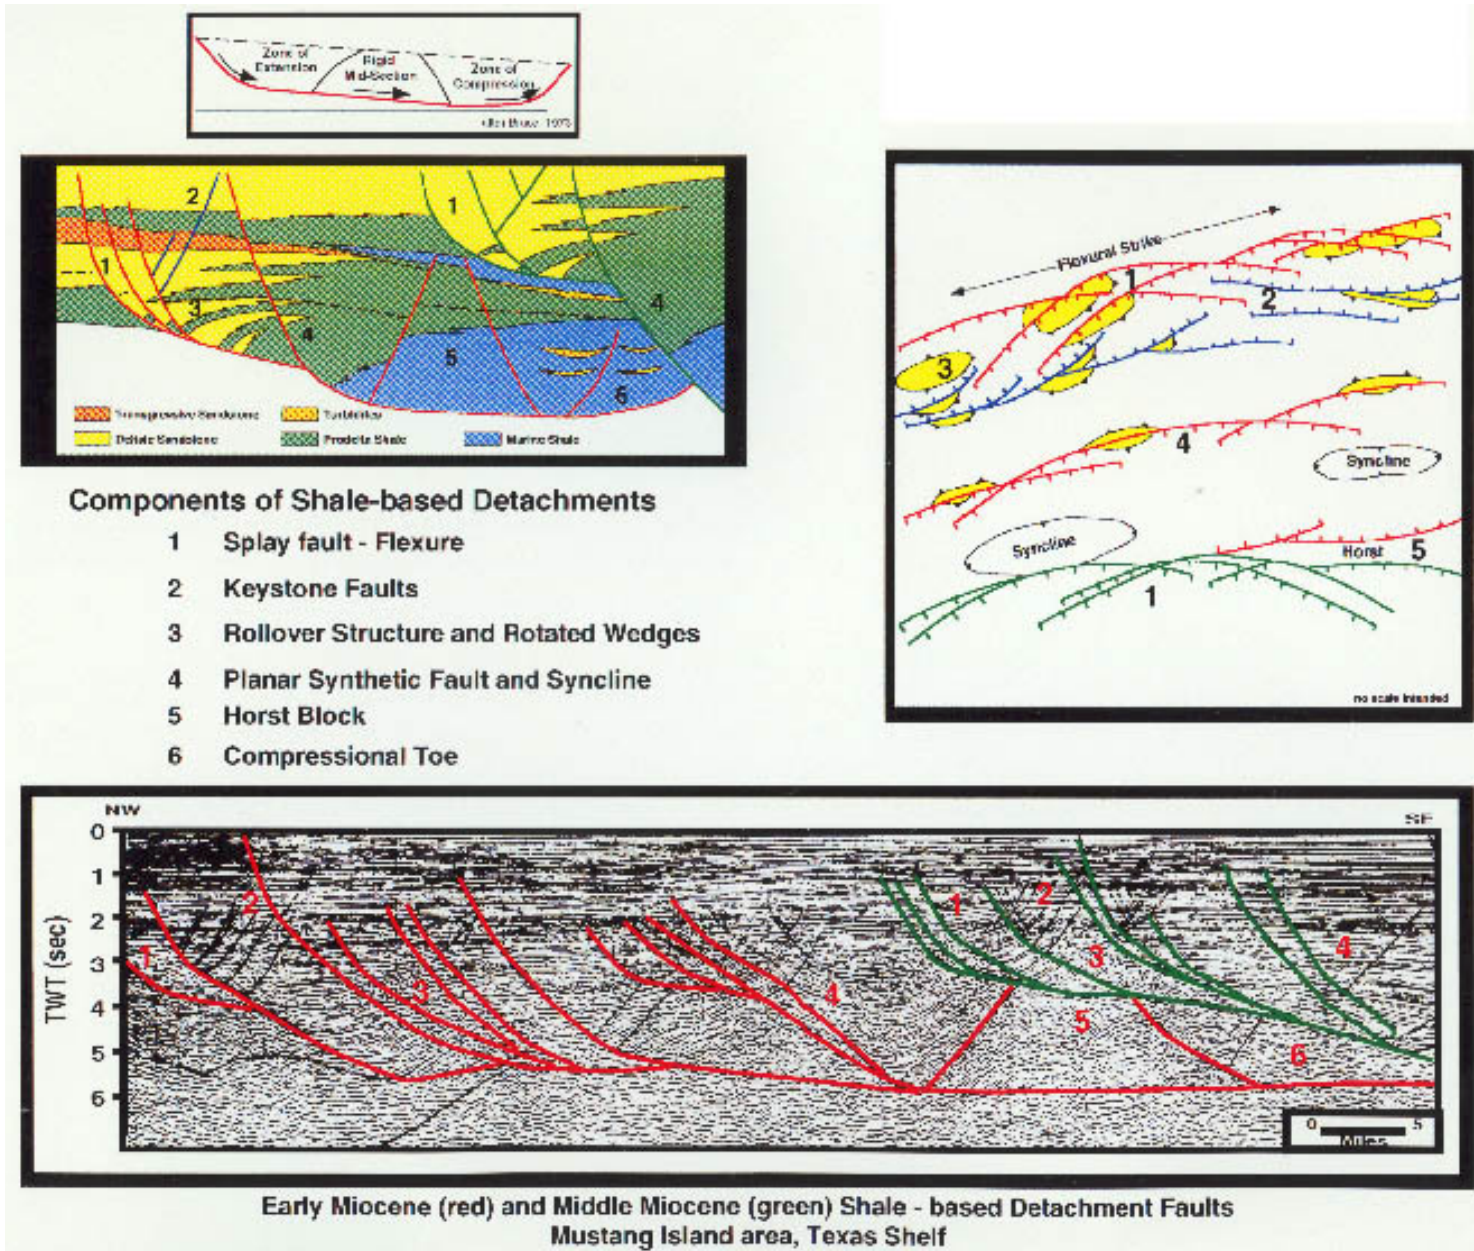 Zone of
Extension
Rigid
Mid-Section
Zone of
Compression
1
2
3
4
5
6
1
4
Transgressive Sandstone
Turbidites
Deltaic Sandstone
Prodelta Shale
Marine Shale
Flexural Strike
1
2
3
4
Syncline
Syncline
Horst
5
1
no scale intended
Components of Shale-based Detachments
1 Splay fault - Flexure
2 Keystone Faults
3 Rollover Structure and Rotated Wedges
4 Planar Synthetic Fault and Syncline
5 Horst Block
6 Compressional Toe
NW
SE
TWT (sec)
0
1
2
3
4
5
6
1
2
3
4
1
2
3
4
5
6
0 5
Miles
Early Miocene (red) and Middle Miocene (green) Shale - based Detachment Faults
Mustang Island area, Texas Shelf